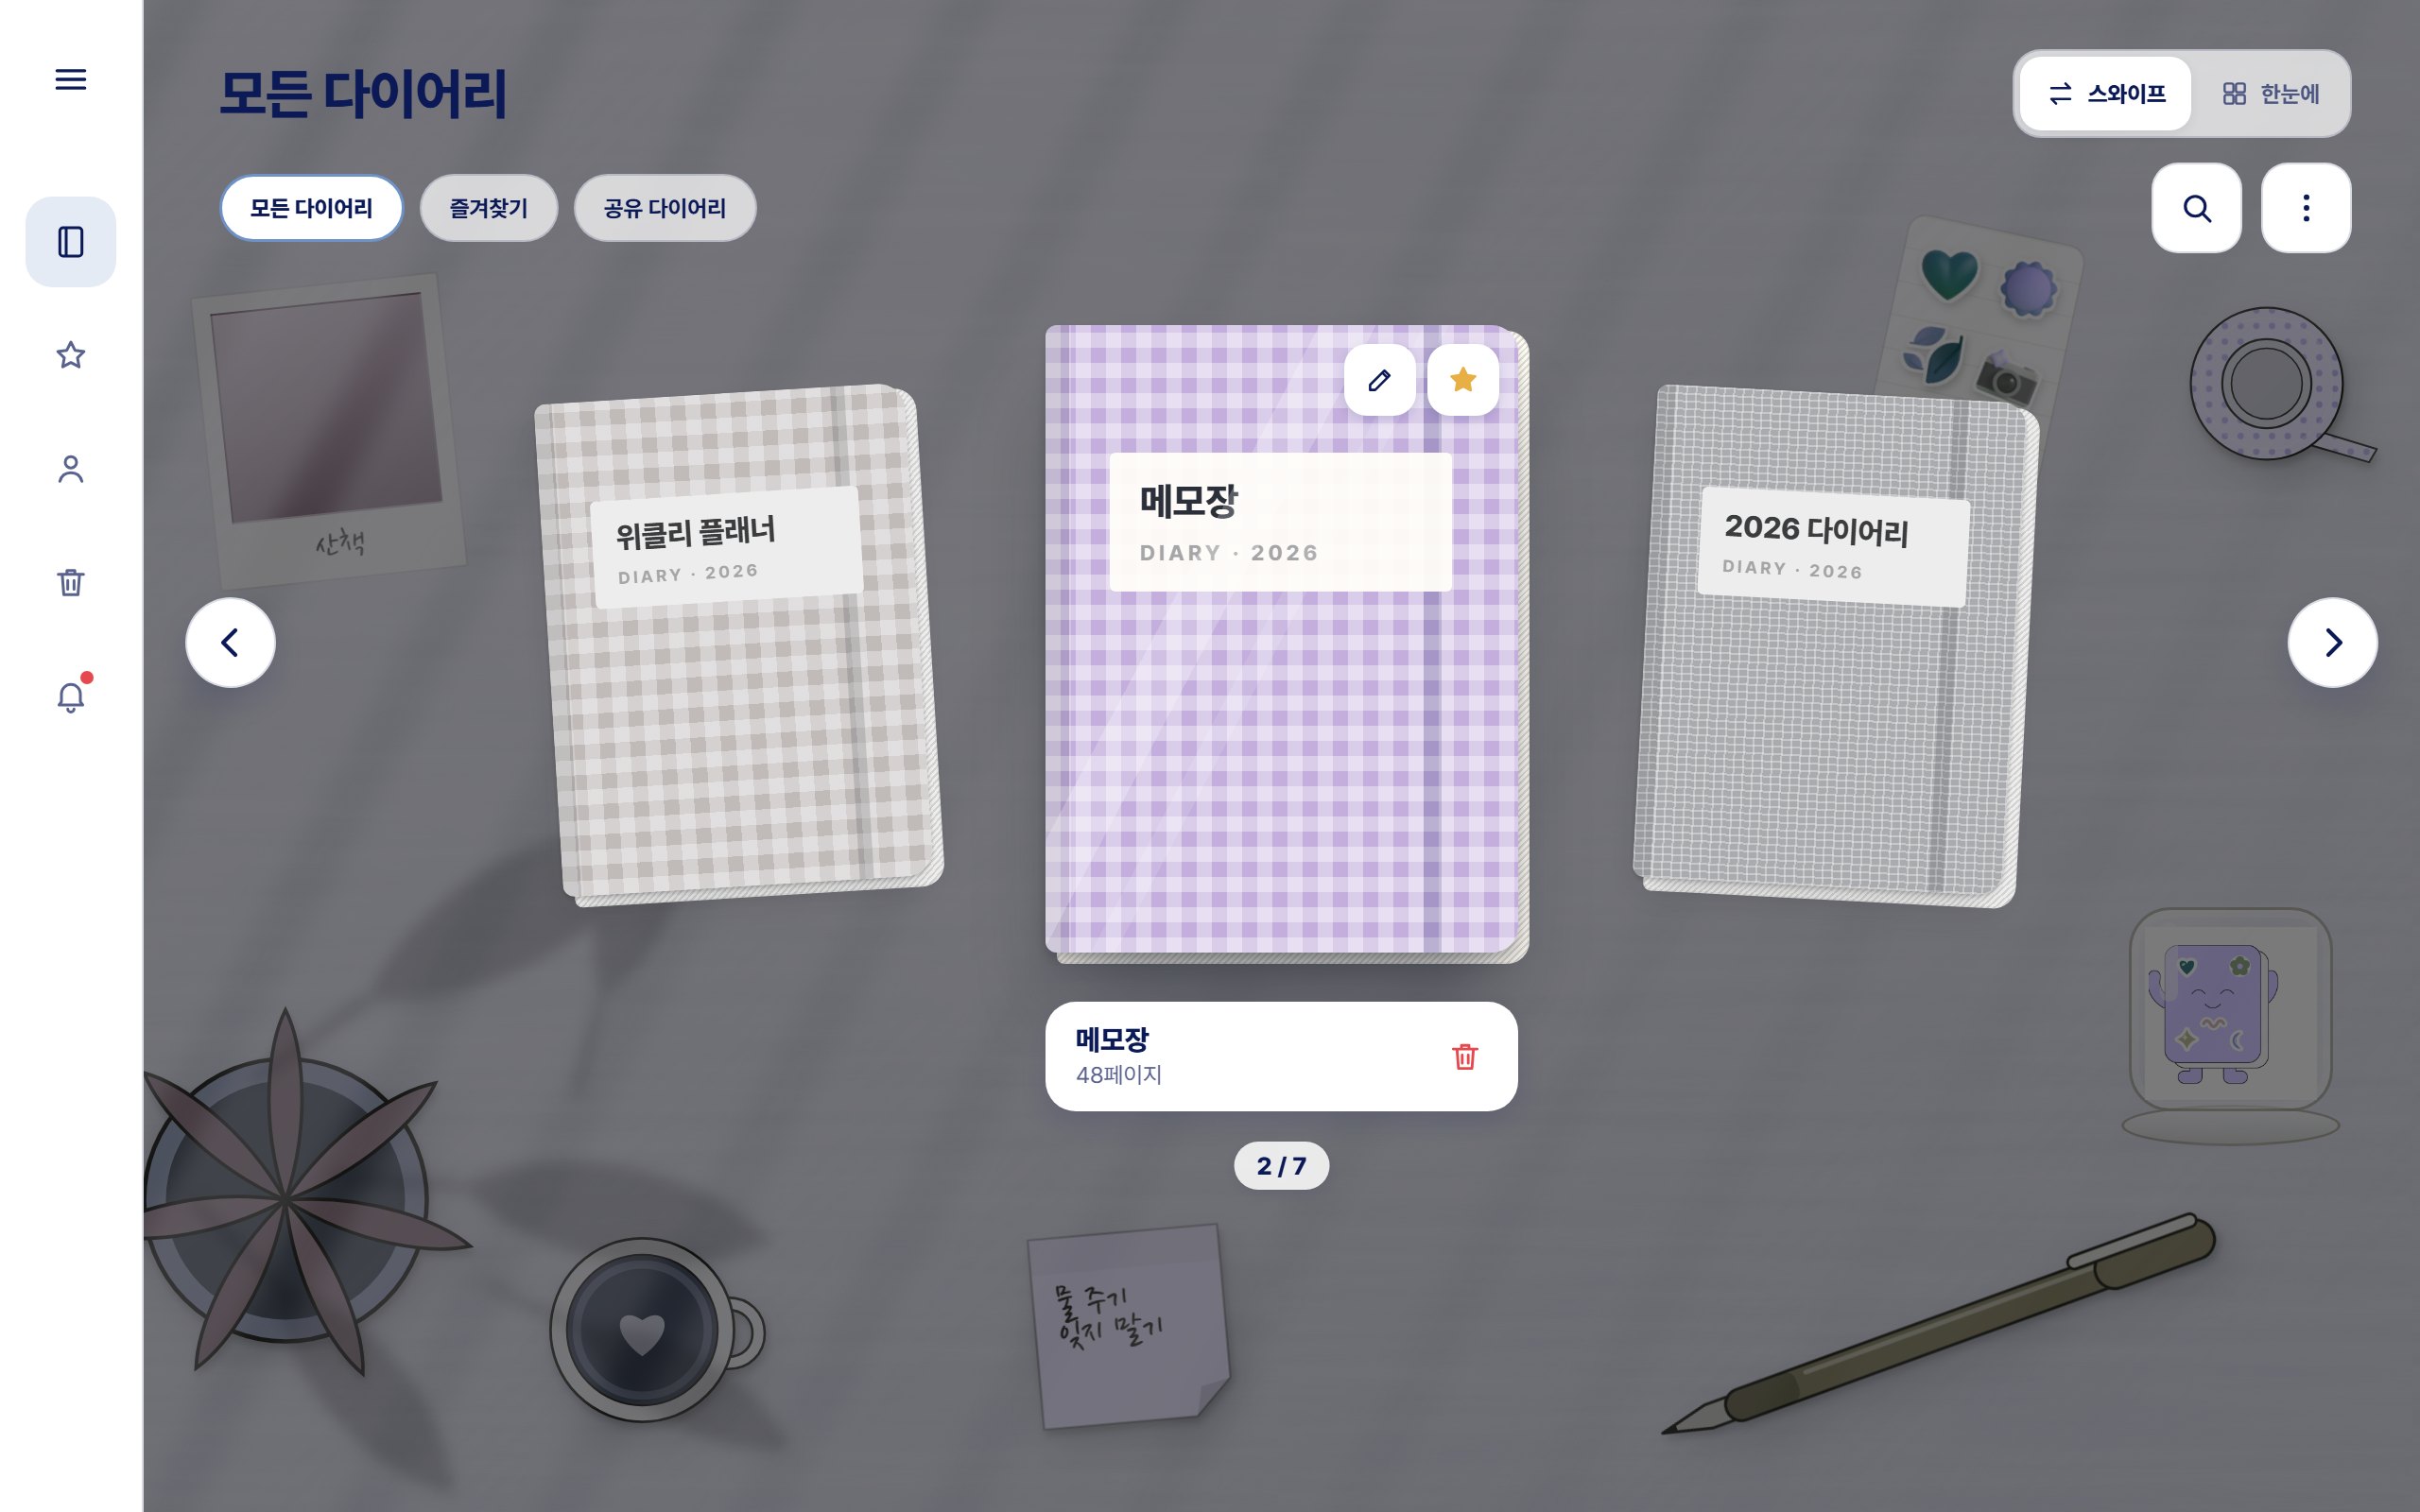 모든 다이어리
스와이프
한눈에
모든 다이어리
즐겨찾기
공유 다이어리
산책
위클리 플래너
DIARY · 2026
메모장
DIARY · 2026
2026 다이어리
DIARY · 2026
메모장
48페이지
2 / 7
물 주기
잊지 말기